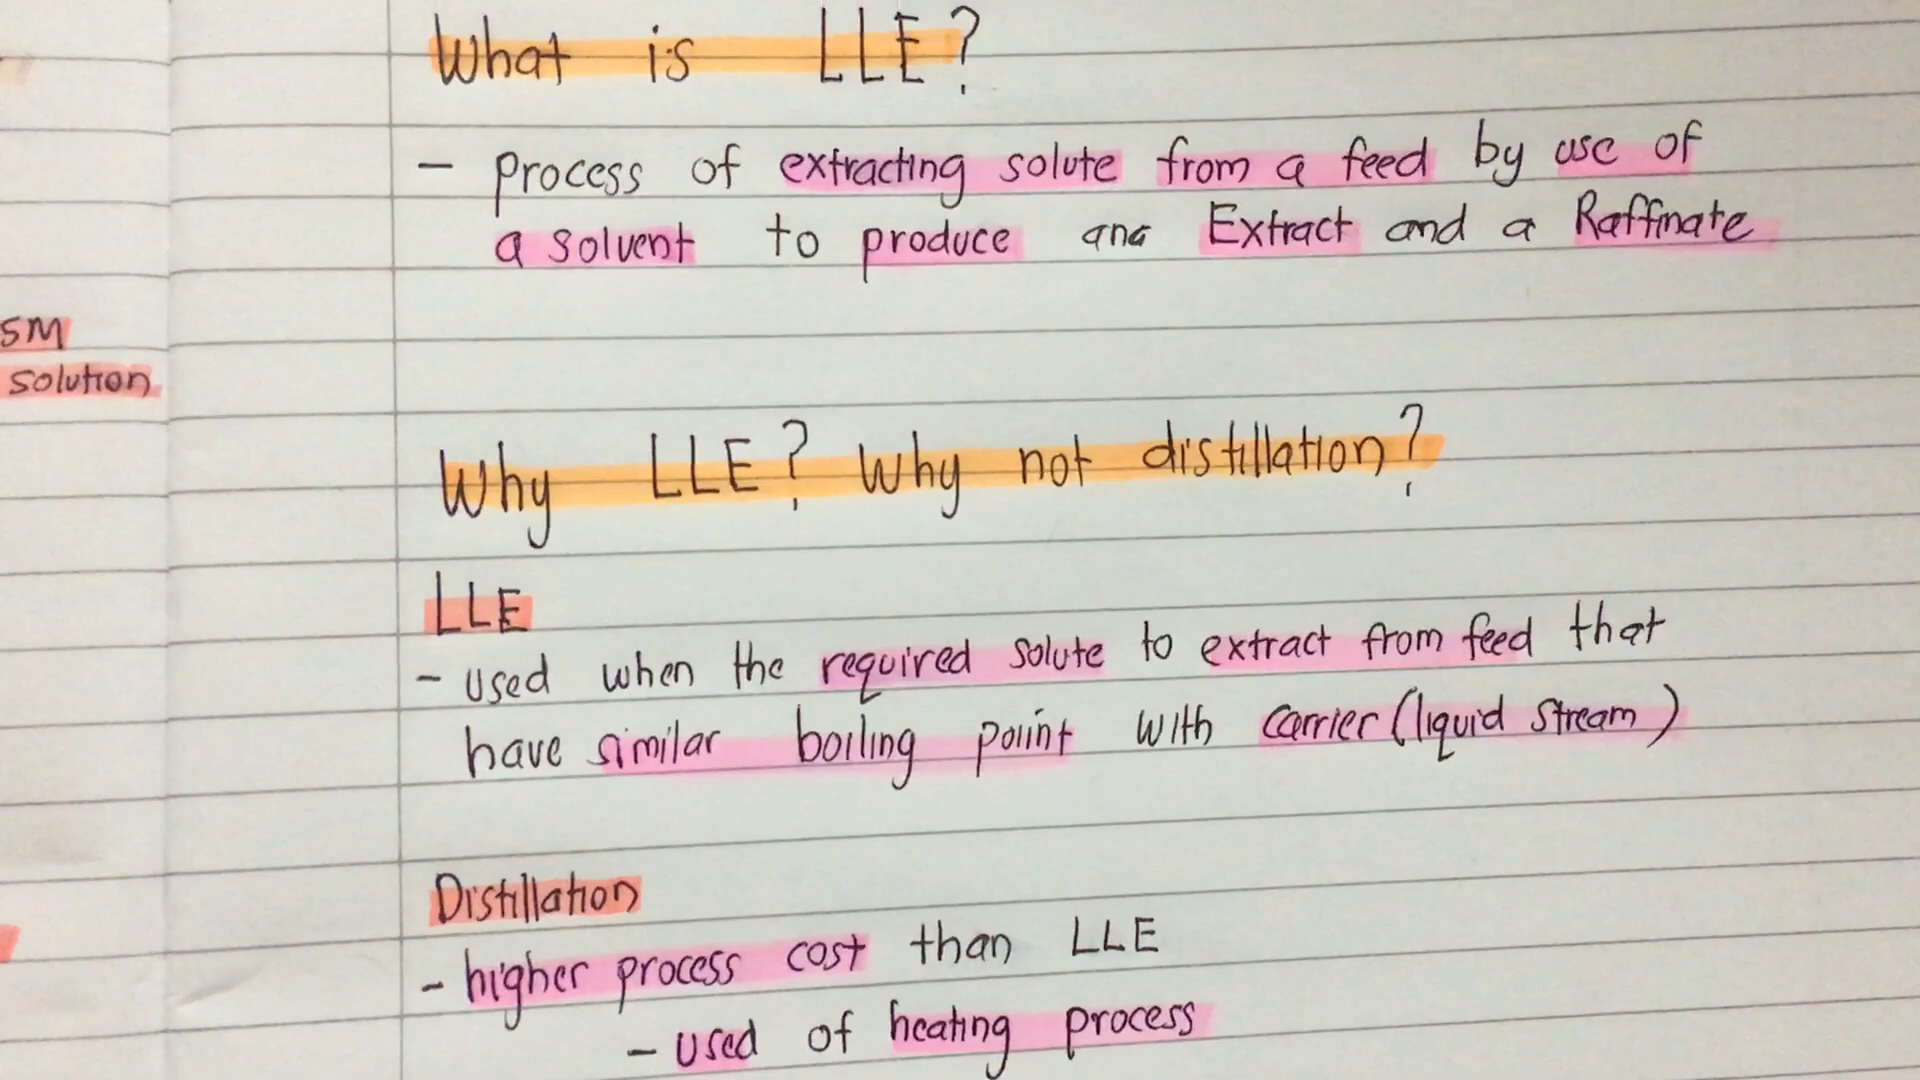 What is LLE?
- process of extracting solute from a feed by use of
a solvent to produce ana Extract and a Raffinate
SM
solution
Why LLE? Why not distillation?
LLE
- used when the required solute to extract from feed that
have similar boiling point with carrier (liquid stream)
Distillation
- higher process cost than LLE
- used of heating process